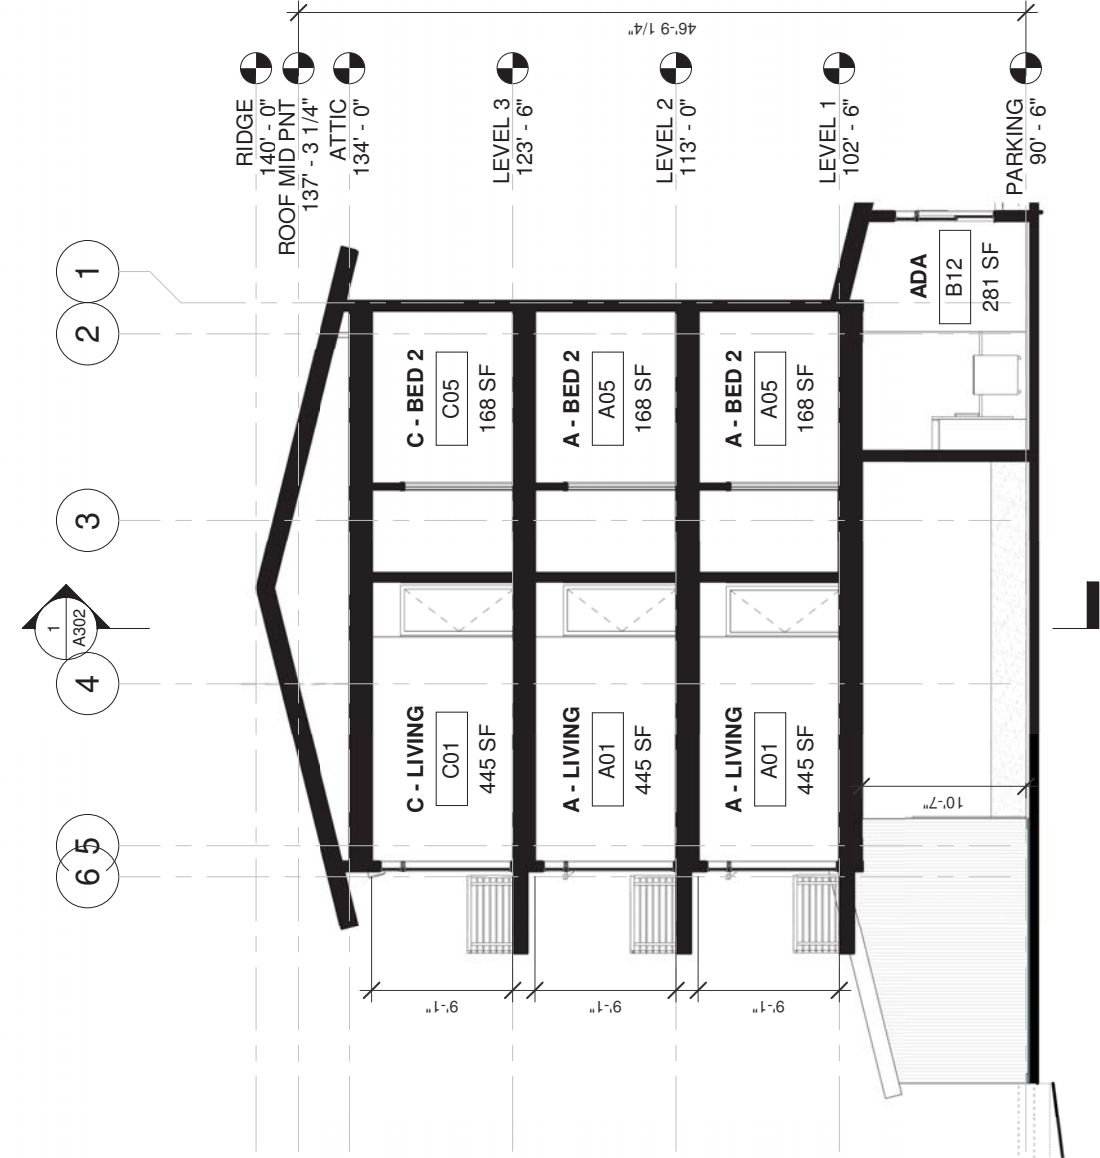 46'-9 1/4"
RIDGE
140' - 0"
ROOF MID PNT
137' - 3 1/4"
ATTIC
134' - 0"
LEVEL 3
123' - 6"
LEVEL 2
113' - 0"
LEVEL 1
102' - 6"
PARKING
90' - 6"
1
2
3
4
5
6
1
A302
C - BED 2
C05
168 SF
A - BED 2
A05
168 SF
A - BED 2
A05
168 SF
ADA
B12
281 SF
C - LIVING
C01
445 SF
A - LIVING
A01
445 SF
A - LIVING
A01
445 SF
10'-7"
9'-1"
9'-1"
9'-1"